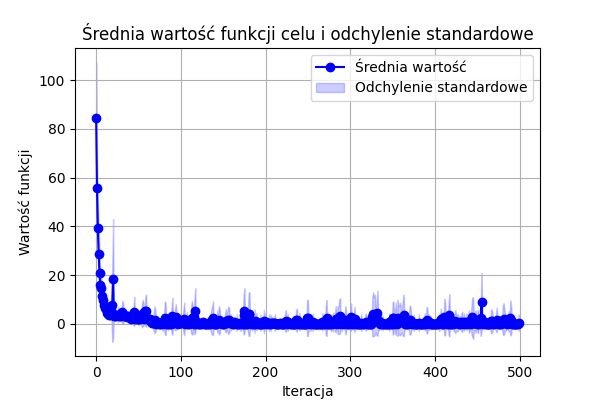 Średnia wartość funkcji celu i odchylenie standardowe
Średnia wartość
Odchylenie standardowe
Wartość funkcji
100
80
60
40
20
0
0 100 200 300 400 500
Iteracja